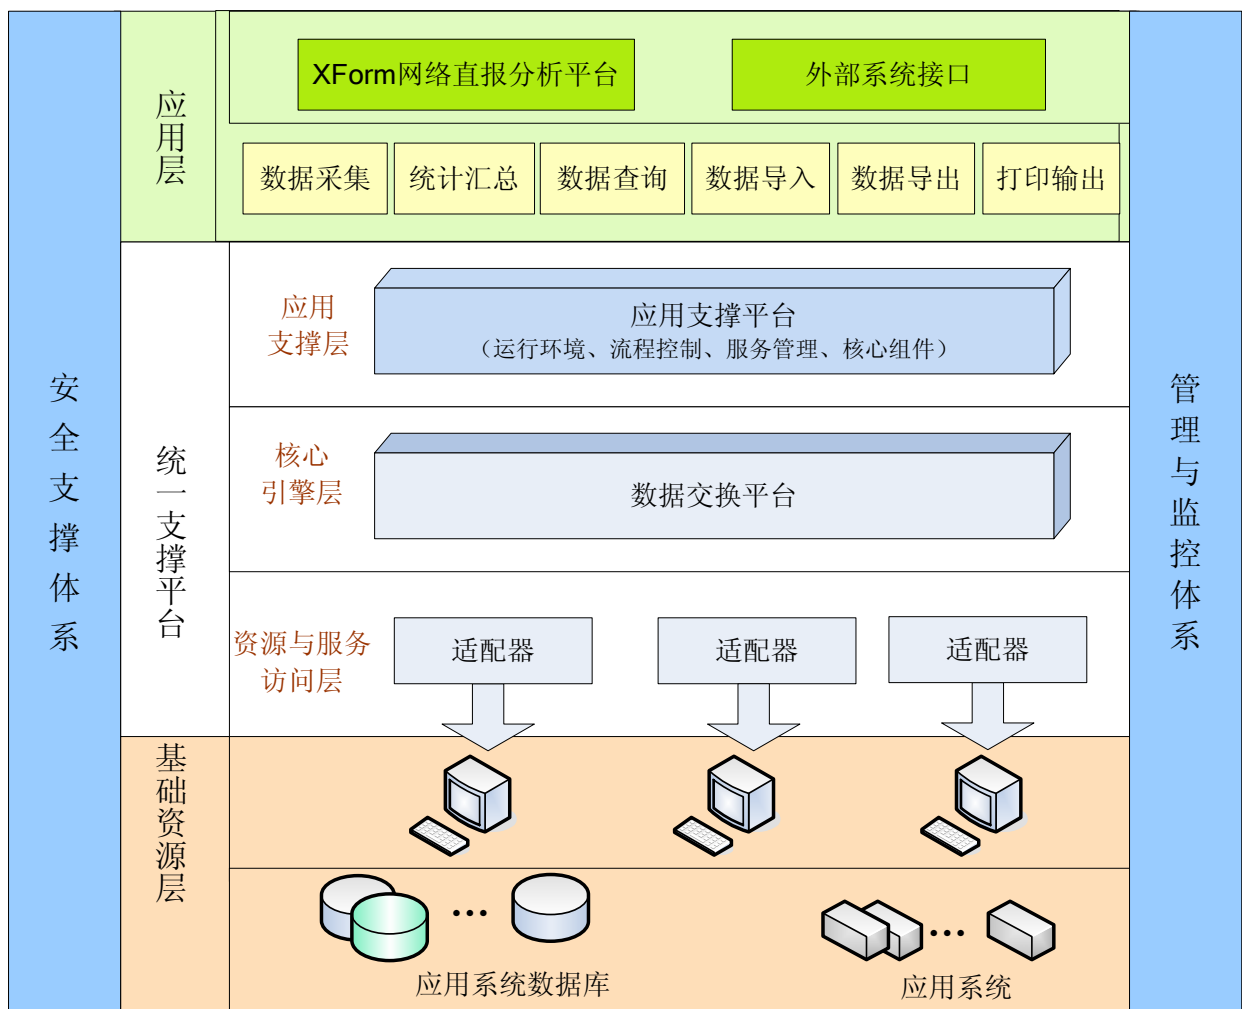 XForm网络直报分析平台
外部系统接口
应用层
数据采集
统计汇总
数据查询
数据导入
数据导出
打印输出
安全支撑体系
管理与监控体系
统一支撑平台
应用
支撑层
应用支撑平台
（运行环境、流程控制、服务管理、核心组件）
核心
引擎层
数据交换平台
资源与服务
访问层
适配器
适配器
适配器
基础资源层
...
...
应用系统数据库
应用系统